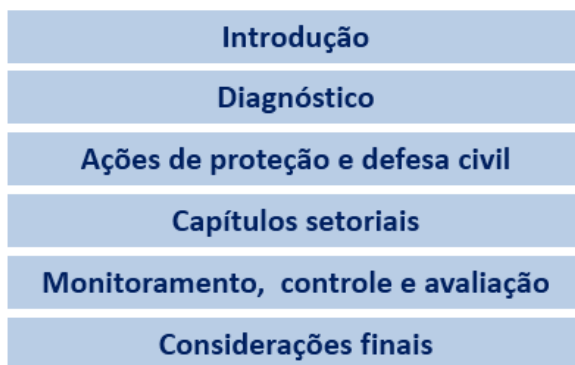 Introdução
Diagnóstico
Ações de proteção e defesa civil
Capítulos setoriais
Monitoramento, controle e avaliação
Considerações finais